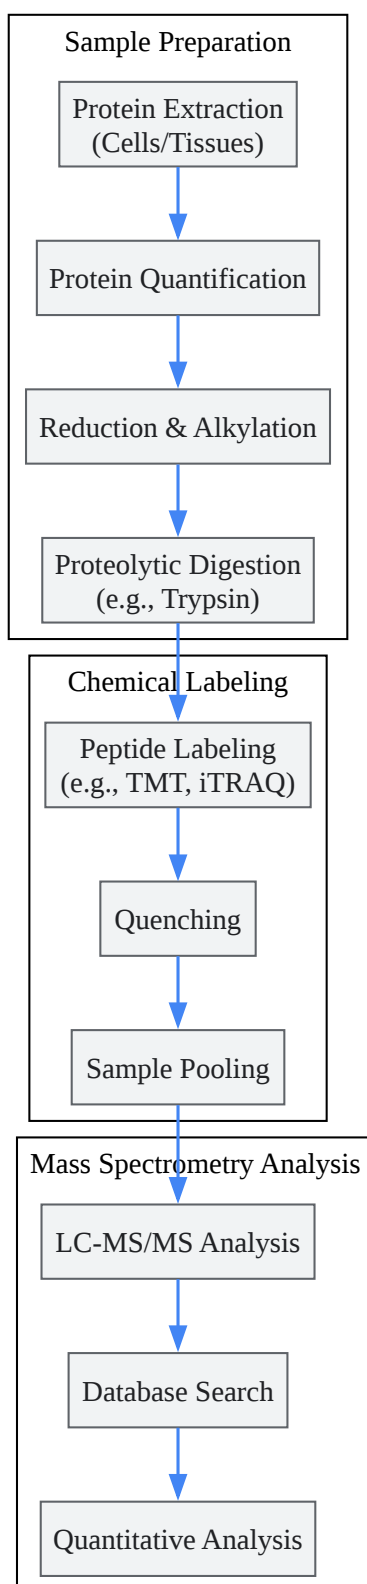 Sample Preparation
Protein Extraction
(Cells/Tissues)
Protein Quantification
Reduction & Alkylation
Proteolytic Digestion
(e.g., Trypsin)
Chemical Labeling
Peptide Labeling
(e.g., TMT, iTRAQ)
Quenching
Sample Pooling
Mass Spectrometry Analysis
LC-MS/MS Analysis
Database Search
Quantitative Analysis